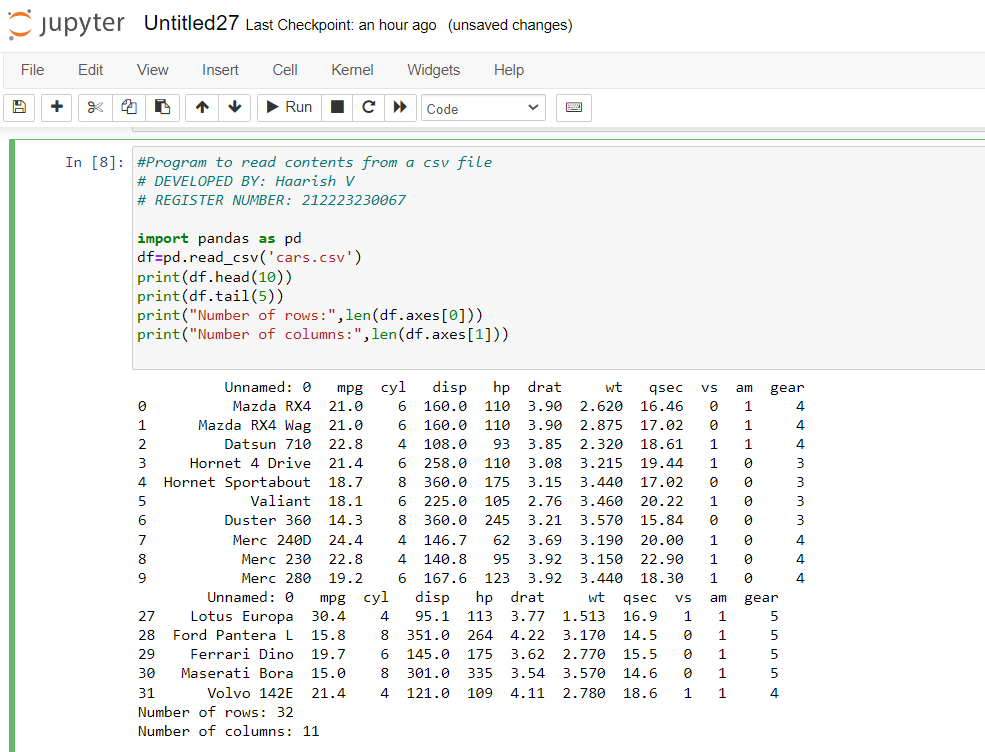 jupyter Untitled27 Last Checkpoint: an hour ago (unsaved changes)
File Edit View Insert Cell Kernel Widgets Help
Run Code
In [8]: #Program to read contents from a csv file
# DEVELOPED BY: Haarish V
# REGISTER NUMBER: 212223230067
import pandas as pd
df=pd.read_csv('cars.csv')
print(df.head(10))
print(df.tail(5))
print("Number of rows:",len(df.axes[0]))
print("Number of columns:",len(df.axes[1]))
Unnamed: 0 mpg cyl disp hp drat wt qsec vs am gear
0 Mazda RX4 21.0 6 160.0 110 3.90 2.620 16.46 0 1 4
1 Mazda RX4 Wag 21.0 6 160.0 110 3.90 2.875 17.02 0 1 4
2 Datsun 710 22.8 4 108.0 93 3.85 2.320 18.61 1 1 4
3 Hornet 4 Drive 21.4 6 258.0 110 3.08 3.215 19.44 1 0 3
4 Hornet Sportabout 18.7 8 360.0 175 3.15 3.440 17.02 0 0 3
5 Valiant 18.1 6 225.0 105 2.76 3.460 20.22 1 0 3
6 Duster 360 14.3 8 360.0 245 3.21 3.570 15.84 0 0 3
7 Merc 240D 24.4 4 146.7 62 3.69 3.190 20.00 1 0 4
8 Merc 230 22.8 4 140.8 95 3.92 3.150 22.90 1 0 4
9 Merc 280 19.2 6 167.6 123 3.92 3.440 18.30 1 0 4
Unnamed: 0 mpg cyl disp hp drat wt qsec vs am gear
27 Lotus Europa 30.4 4 95.1 113 3.77 1.513 16.9 1 1 5
28 Ford Pantera L 15.8 8 351.0 264 4.22 3.170 14.5 0 1 5
29 Ferrari Dino 19.7 6 145.0 175 3.62 2.770 15.5 0 1 5
30 Maserati Bora 15.0 8 301.0 335 3.54 3.570 14.6 0 1 5
31 Volvo 142E 21.4 4 121.0 109 4.11 2.780 18.6 1 1 4
Number of rows: 32
Number of columns: 11